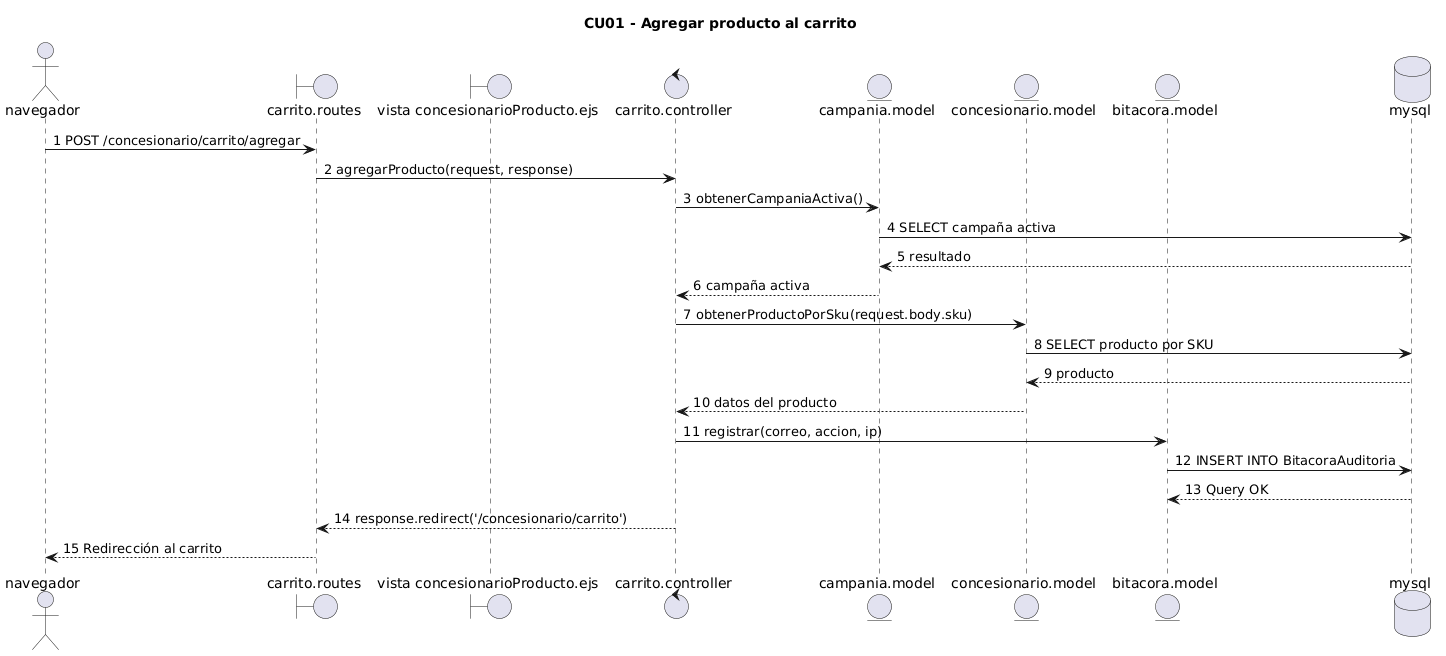 CU01 - Agregar producto al carrito
navegador
carrito.routes
vista concesionarioProducto.ejs
carrito.controller
campania.model
concesionario.model
bitacora.model
mysql
1 POST /concesionario/carrito/agregar
2 agregarProducto(request, response)
3 obtenerCampaniaActiva()
4 SELECT campaña activa
5 resultado
6 campaña activa
7 obtenerProductoPorSku(request.body.sku)
8 SELECT producto por SKU
9 producto
10 datos del producto
11 registrar(correo, accion, ip)
12 INSERT INTO BitacoraAuditoria
13 Query OK
14 response.redirect('/concesionario/carrito')
15 Redirección al carrito
navegador
carrito.routes
vista concesionarioProducto.ejs
carrito.controller
campania.model
concesionario.model
bitacora.model
mysql